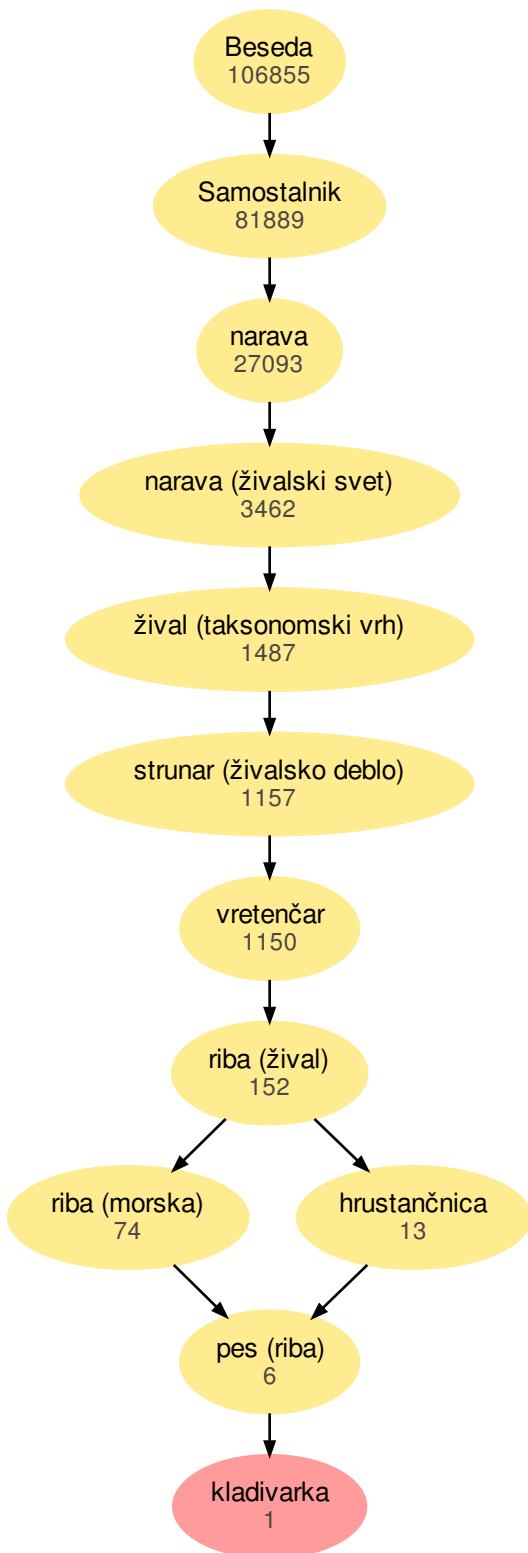 Beseda
106855
Samostalnik
81889
narava
27093
narava (živalski svet)
3462
žival (taksonomski vrh)
1487
strunar (živalsko deblo)
1157
vretenčar
1150
riba (žival)
152
riba (morska)
74
hrustančnica
13
pes (riba)
6
kladivarka
1